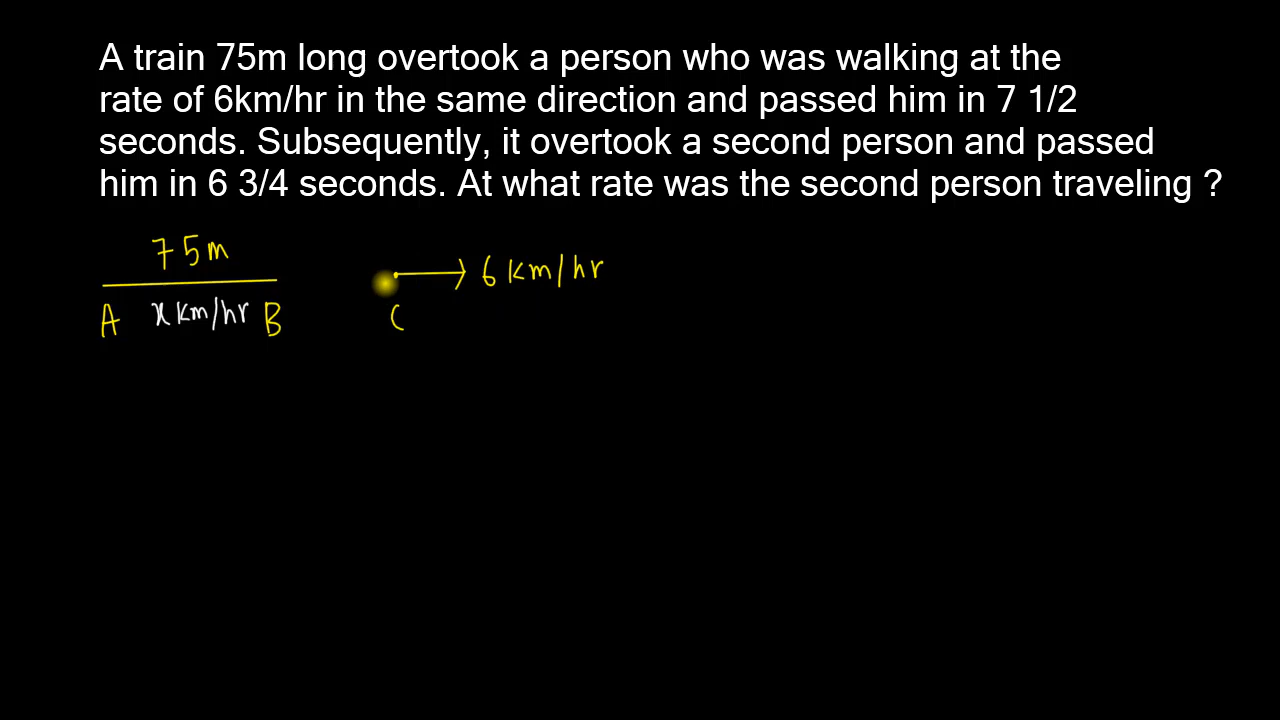 A train 75m long overtook a person who was walking at the
rate of 6km/hr in the same direction and passed him in 7 1/2
seconds. Subsequently, it overtook a second person and passed
him in 6 3/4 seconds. At what rate was the second person traveling ?
75m
6 km/hr
A x km/hr B C